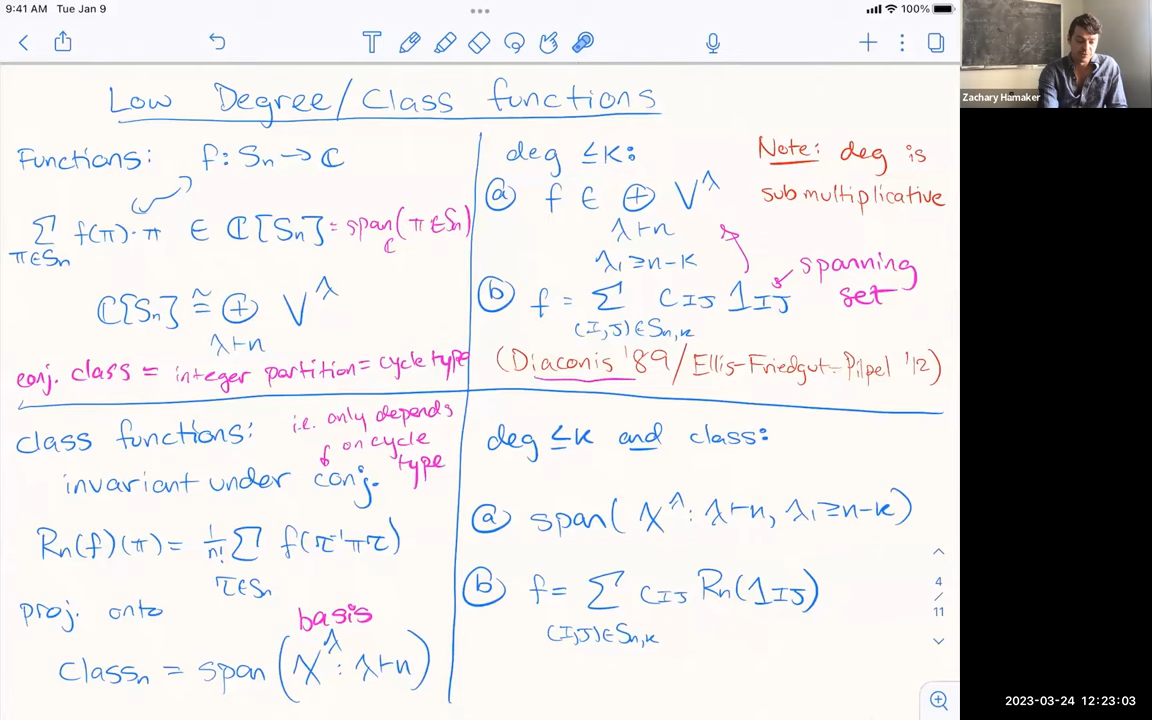 9:41 AM Tue Jan 9
100%
Zachary Hamaker
Low Degree/Class functions
Functions: f: Sn → ℂ
∑ f(π)·π ∈ ℂ[Sn] = span(π∈Sn)
π∈Sn
ℂ
ℂ[Sn] ≅ ⊕ V^λ
λ⊢n
conj. class = integer partition = cycle type
deg ≤k:
ⓐ f ∈ ⊕ V^λ
λ⊢n
λ₁≥n-k
ⓑ f = ∑ C_IJ 1_IJ
(I,J)∈S_n,k
Note: deg is
submultiplicative
spanning
set
(Diaconis '89/Ellis-Friedgut-Pilpel '12)
class functions:
i.e. only depends
on cycle
type
invariant under conj.
Rn(f)(π) = 1/n! ∑ f(τ⁻¹πτ)
τ∈Sn
proj. onto
basis
Classn = span(χ^λ: λ⊢n)
deg ≤k and class:
ⓐ span(χ^λ: λ⊢n, λ₁≥n-k)
ⓑ f = ∑ C_IJ Rn(1_IJ)
(I,J)∈S_n,k
4
/
11
2023-03-24 12:23:03